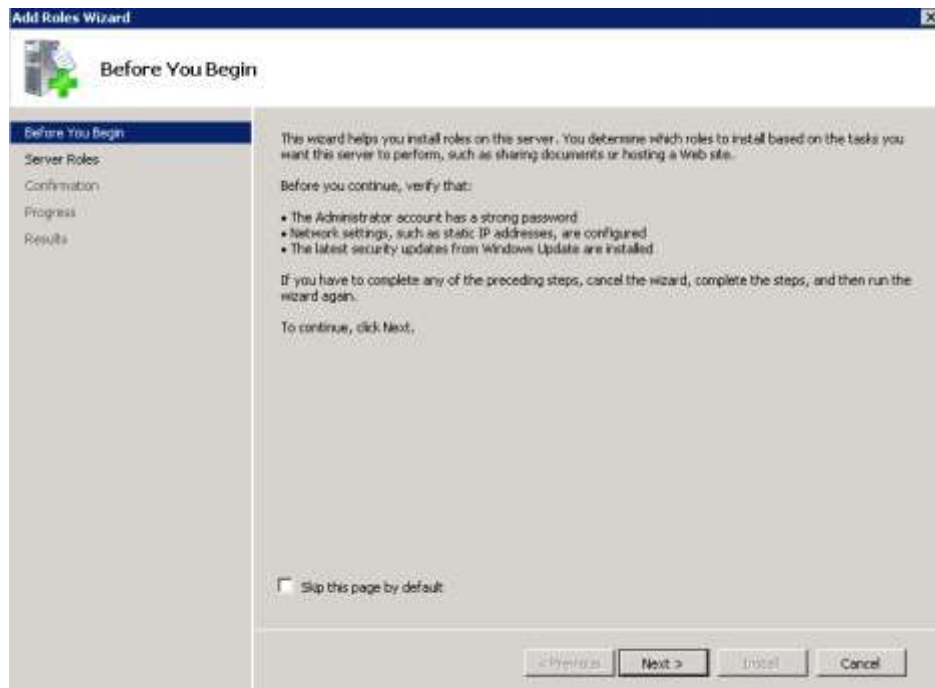 Add Roles Wizard
Before You Begin
Before You Begin
Server Roles
Confirmation
Progress
Results
This wizard helps you install roles on this server. You determine which roles to install based on the tasks you
want this server to perform, such as sharing documents or hosting a Web site.
Before you continue, verify that:
• The Administrator account has a strong password
• Network settings, such as static IP addresses, are configured
• The latest security updates from Windows Update are installed
If you have to complete any of the preceding steps, cancel the wizard, complete the steps, and then run the
wizard again.
To continue, click Next.
Skip this page by default
< Previous Next > Install Cancel